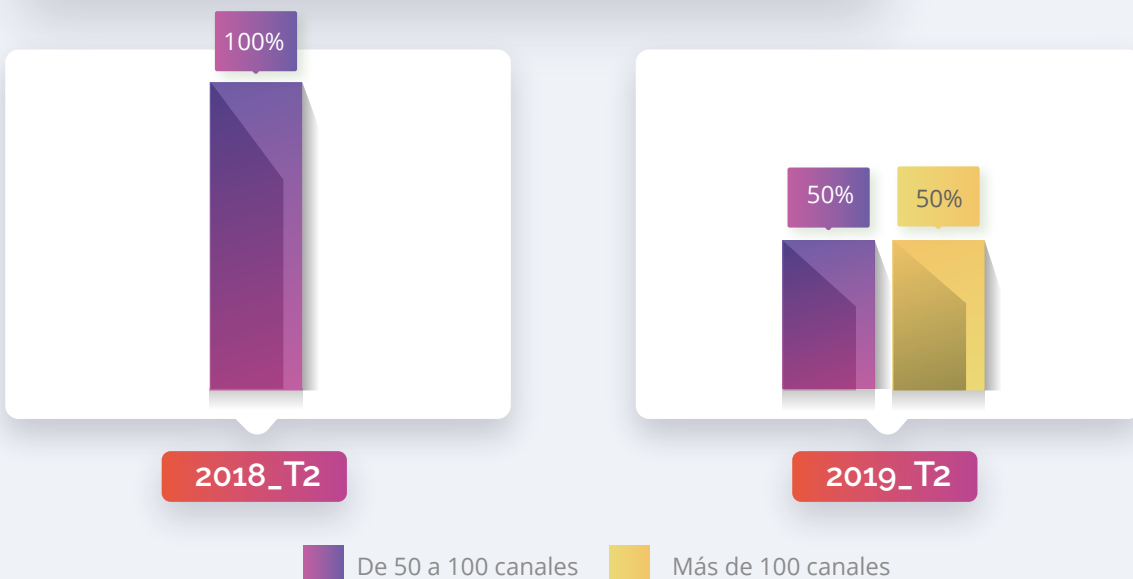 100%
50%
50%
2018_T2
2019_T2
De 50 a 100 canales
Más de 100 canales